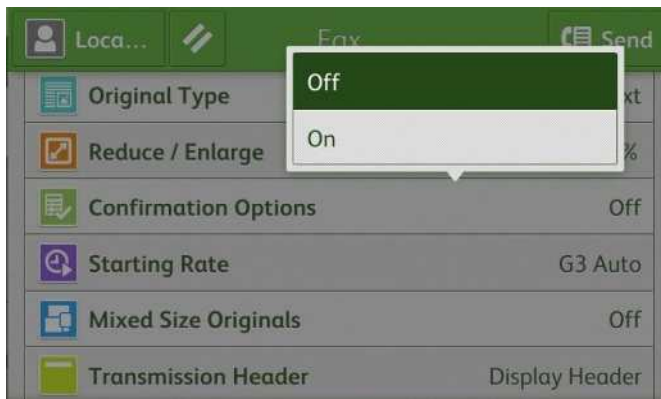 Loca... Fax Send
Off
Original Type xt
On
Reduce / Enlarge %
Confirmation Options Off
Starting Rate G3 Auto
Mixed Size Originals Off
Transmission Header Display Header